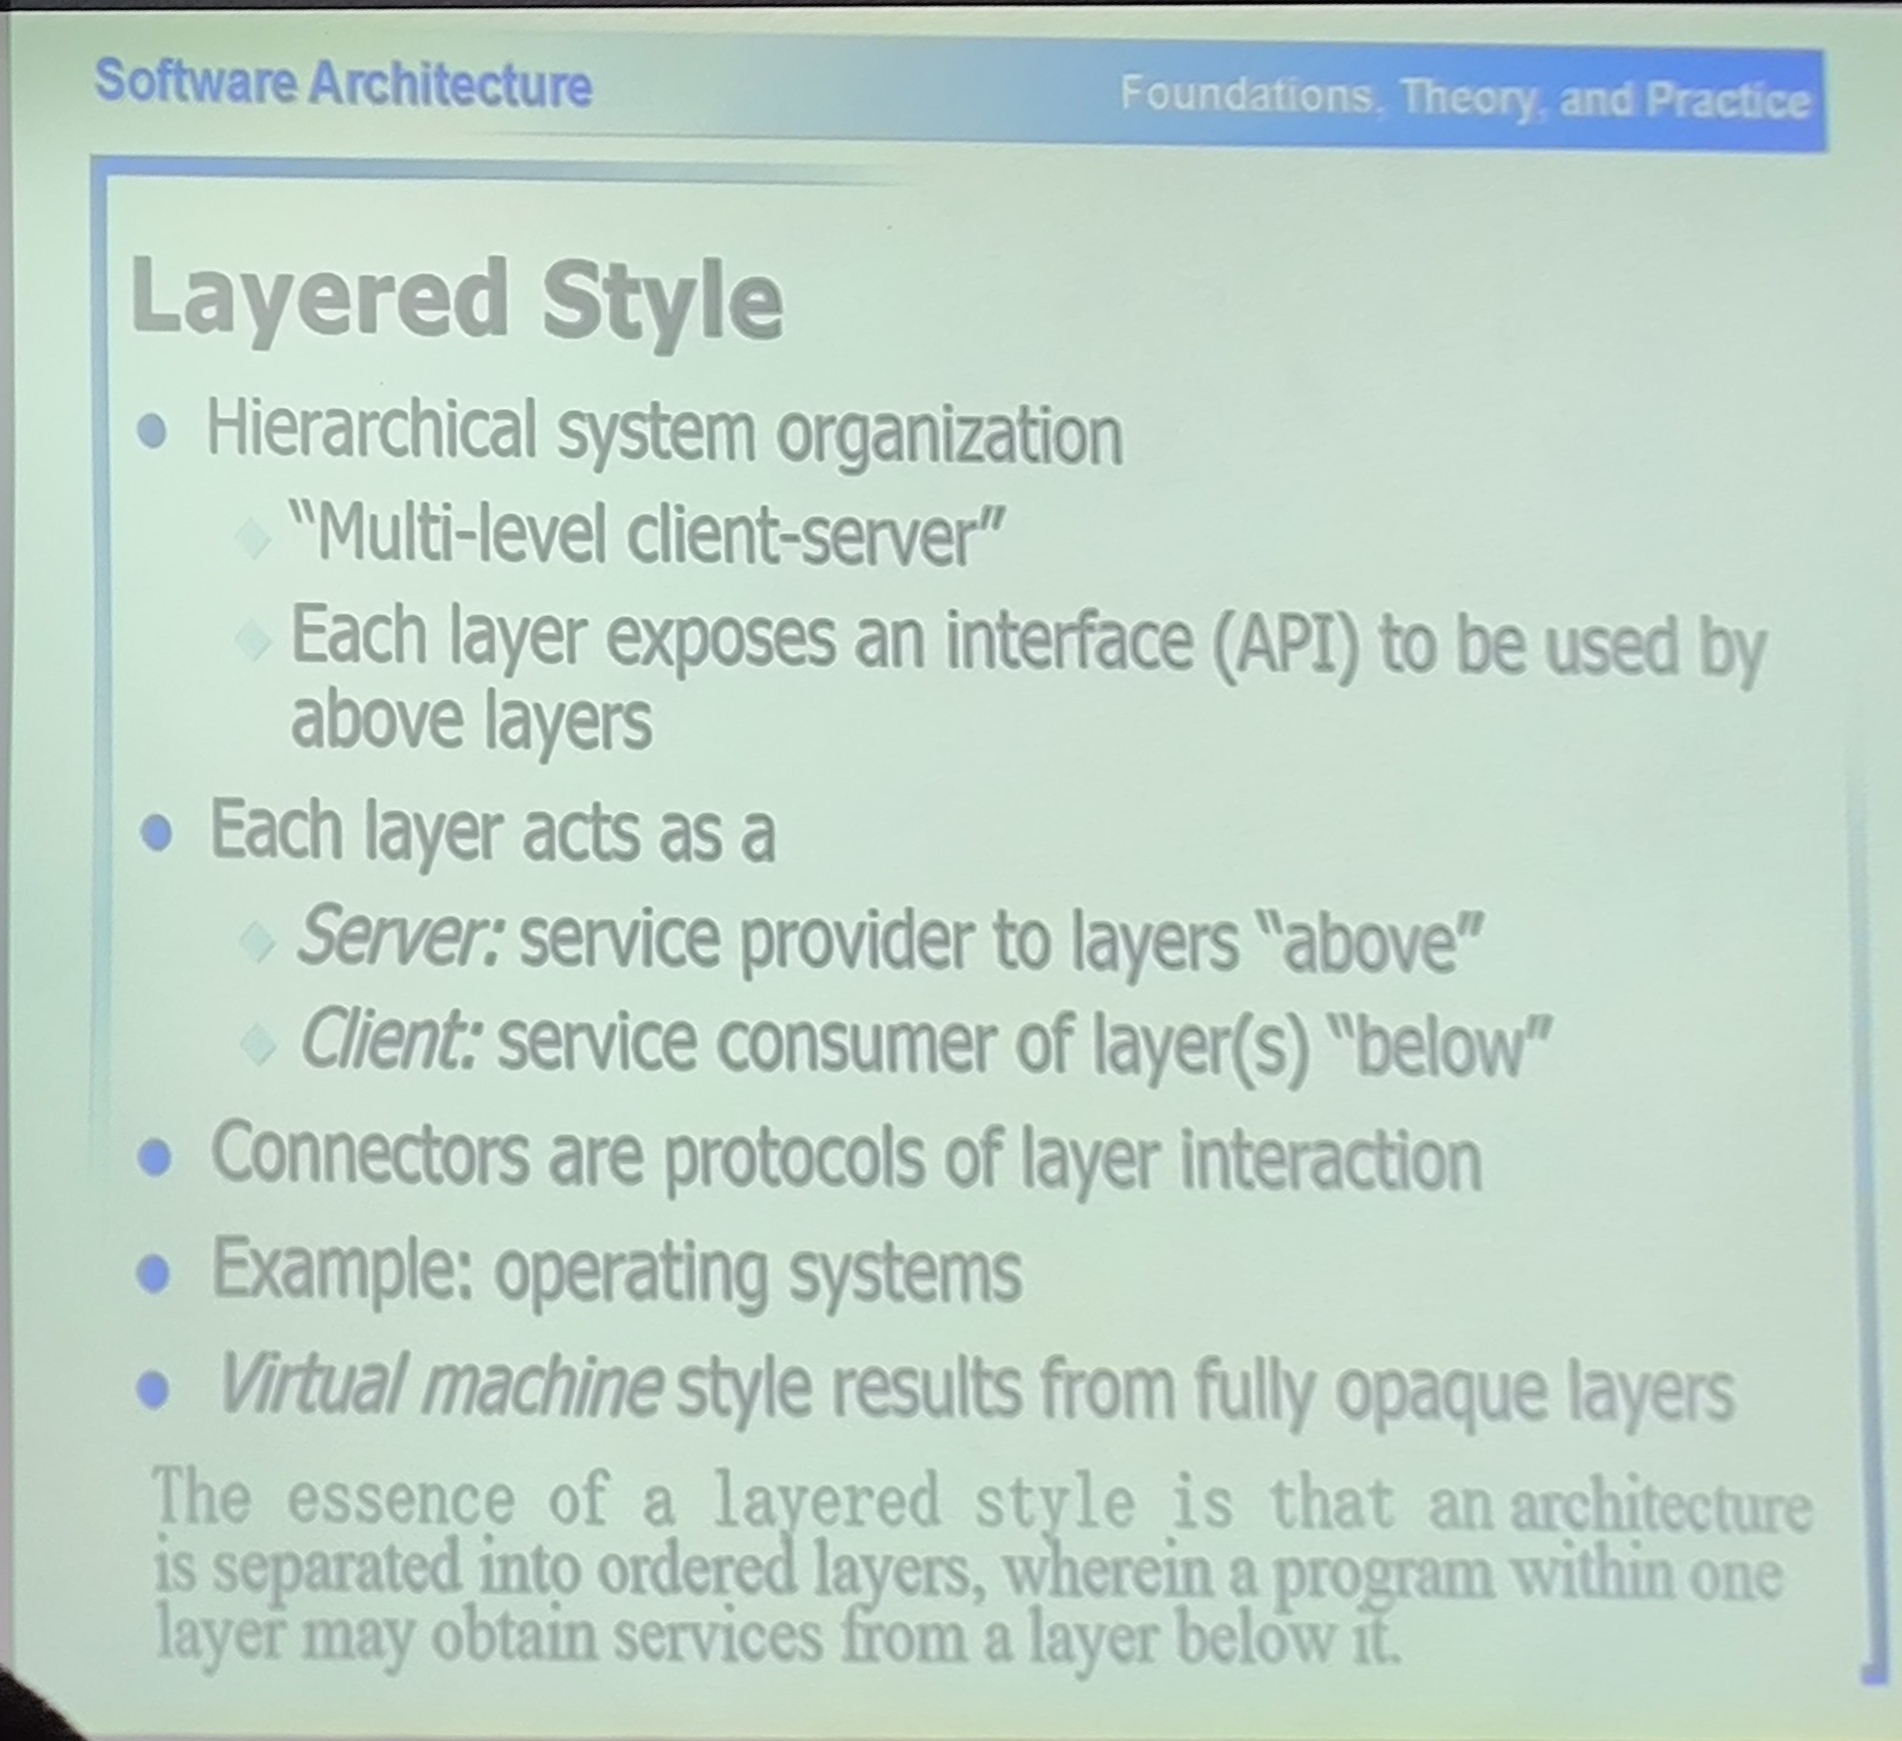 Software Architecture
Foundations, Theory, and Practice
Layered Style
Hierarchical system organization
“Multi-level client-server”
Each layer exposes an interface (API) to be used by
above layers
Each layer acts as a
Server: service provider to layers “above”
Client: service consumer of layer(s) “below”
Connectors are protocols of layer interaction
Example: operating systems
Virtual machine style results from fully opaque layers
The essence of a layered style is that an architecture
is separated into ordered layers, wherein a program within one
layer may obtain services from a layer below it.